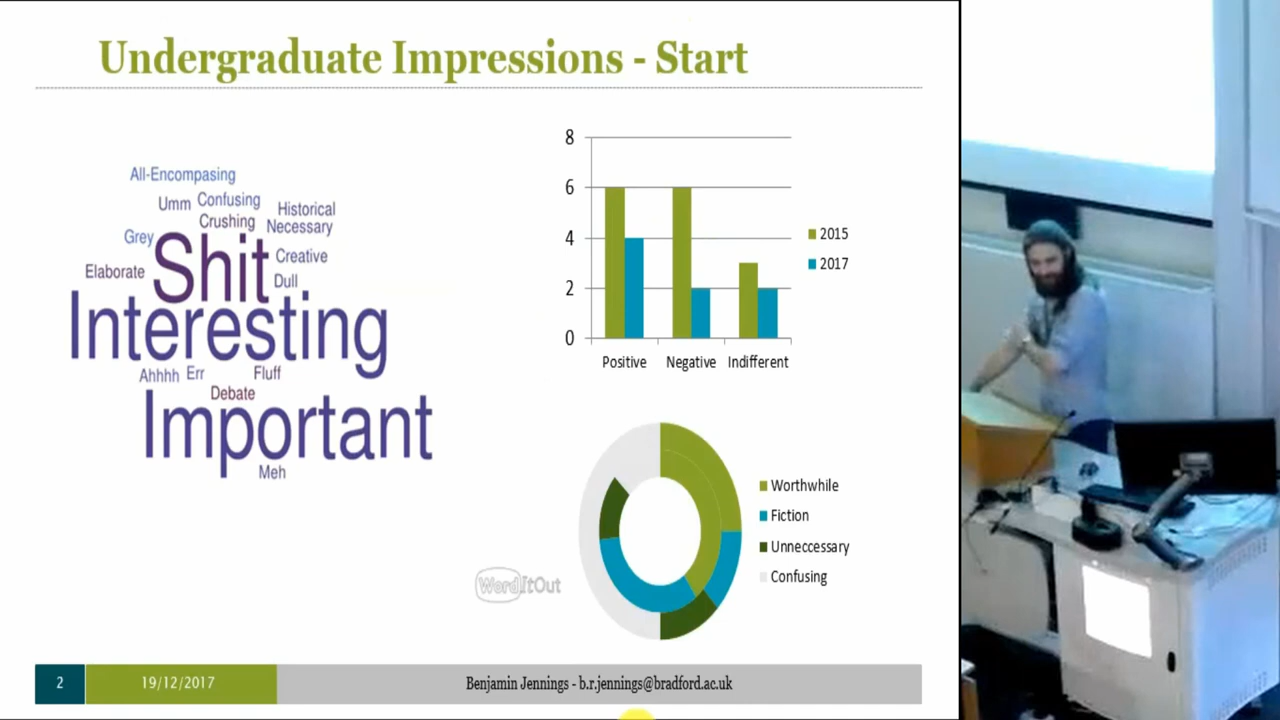 Undergraduate Impressions - Start
All-Encompasing
Umm Confusing
Crushing
Historical
Necessary
Grey
Shit
Creative
Elaborate
Dull
Interesting
Ahhhh Err
Fluff
Debate
Important
Meh
WordItOut
8
6
4
2
0
Positive Negative Indifferent
2015
2017
Worthwhile
Fiction
Unneccessary
Confusing
2
19/12/2017
Benjamin Jennings - b.r.jennings@bradford.ac.uk